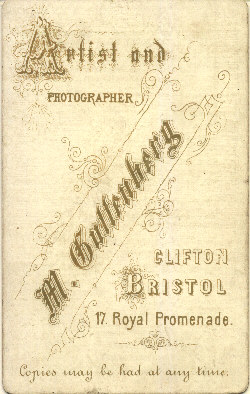 Artist and
PHOTOGRAPHER,
M. Guttenberg
CLIFTON
BRISTOL
17. Royal Promenade.
Copies may be had at any time.